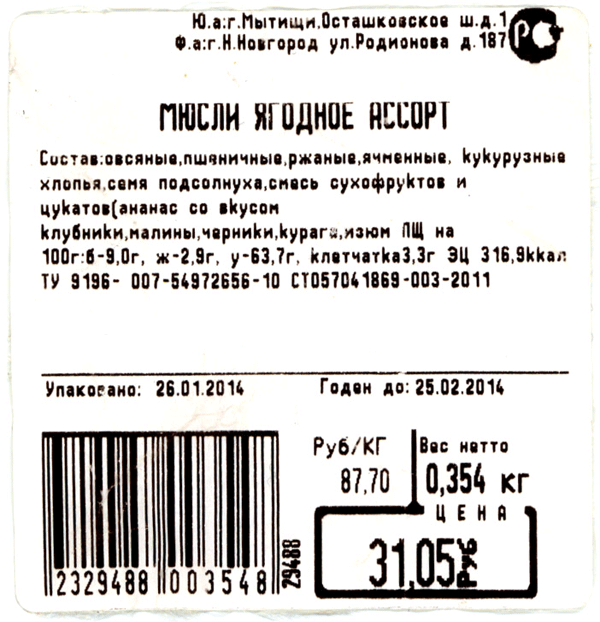 Ю.а:г.Мытищи,Осташковское ш.д.1
Ф.а:г.Н.Новгород ул.Родионова д.187
РС
МЮСЛИ ЯГОДНОЕ АССОРТ
Состав:овсяные,пшяничные,ржаные,ячменные, кукурузные
хлопья,семя подсолнуха,смесь сухофруктов и
цукатов(ананас со вкусом
клубники,малины,черники,курага,изюм ПЩ на
100г:б-9,0г, ж-2,9г, у-63,7г, клетчатка3,3г ЭЦ 316,9ккал
ТУ 9196- 007-54972656-10 СТО57041869-003-2011
Упаковано: 26.01.2014 Годен до: 25.02.2014
Руб/КГ Вес нетто
87,70 0,354 кг
ЦЕНА
31,05 Руб
29488
2329488 003548